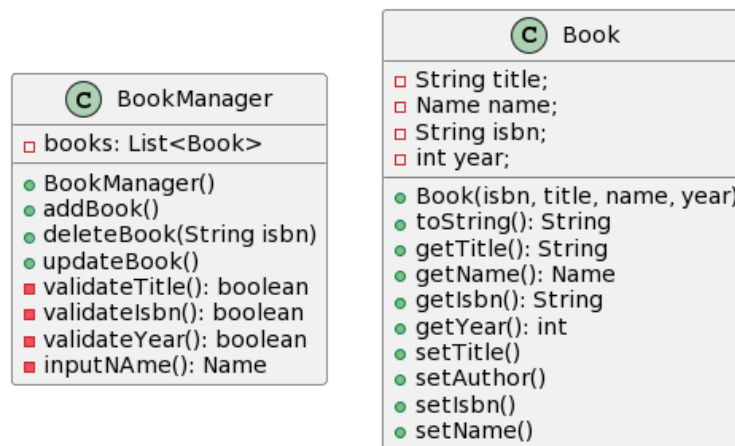 C BookManager
books: List<Book>
BookManager()
addBook()
deleteBook(String isbn)
updateBook()
validateTitle(): boolean
validateIsbn(): boolean
validateYear(): boolean
inputNAme(): Name
C Book
String title;
Name name;
String isbn;
int year;
Book(isbn, title, name, year)
toString(): String
getTitle(): String
getName(): Name
getIsbn(): String
getYear(): int
setTitle()
setAuthor()
setIsbn()
setName()